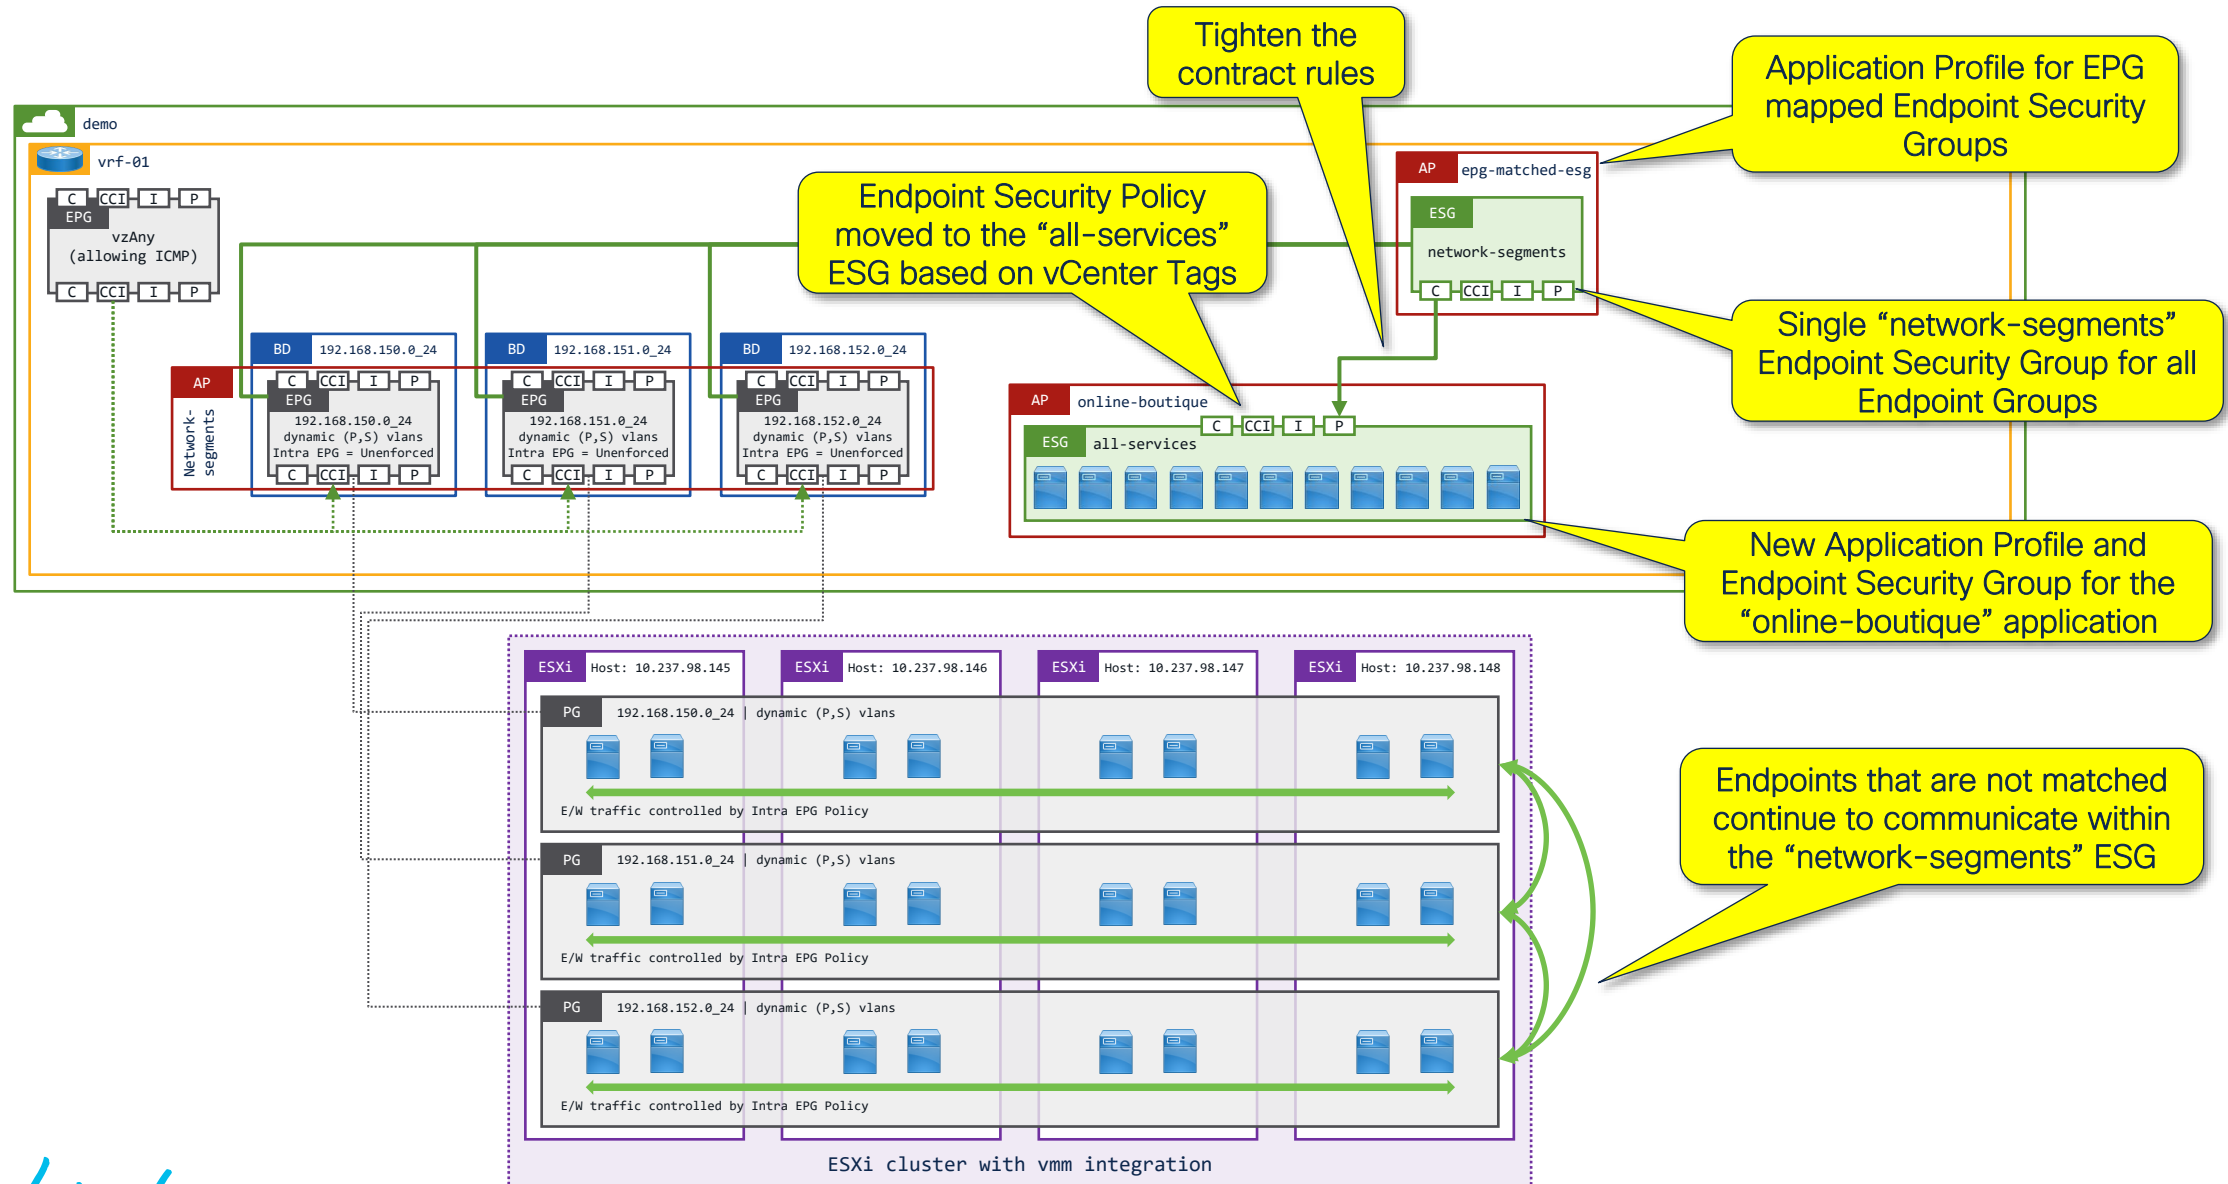 Tighten the
contract rules
Application Profile for EPG
mapped Endpoint Security
Groups
demo
vrf-01
C CCI I P
EPG
vzAny
(allowing ICMP)
C CCI I P
Endpoint Security Policy
moved to the “all-services”
ESG based on vCenter Tags
AP epg-matched-esg
ESG
network-segments
C CCI I P
Single “network-segments”
Endpoint Security Group for all
Endpoint Groups
BD 192.168.150.0_24
BD 192.168.151.0_24
BD 192.168.152.0_24
AP
Network-
segments
C CCI I P
EPG
192.168.150.0_24
dynamic (P,S) vlans
Intra EPG = Unenforced
C CCI I P
C CCI I P
EPG
192.168.151.0_24
dynamic (P,S) vlans
Intra EPG = Unenforced
C CCI I P
C CCI I P
EPG
192.168.152.0_24
dynamic (P,S) vlans
Intra EPG = Unenforced
C CCI I P
AP online-boutique
C CCI I P
ESG all-services
New Application Profile and
Endpoint Security Group for the
“online-boutique” application
ESXi Host: 10.237.98.145
ESXi Host: 10.237.98.146
ESXi Host: 10.237.98.147
ESXi Host: 10.237.98.148
PG 192.168.150.0_24 | dynamic (P,S) vlans
E/W traffic controlled by Intra EPG Policy
PG 192.168.151.0_24 | dynamic (P,S) vlans
E/W traffic controlled by Intra EPG Policy
PG 192.168.152.0_24 | dynamic (P,S) vlans
E/W traffic controlled by Intra EPG Policy
Endpoints that are not matched
continue to communicate within
the “network-segments” ESG
ESXi cluster with vmm integration